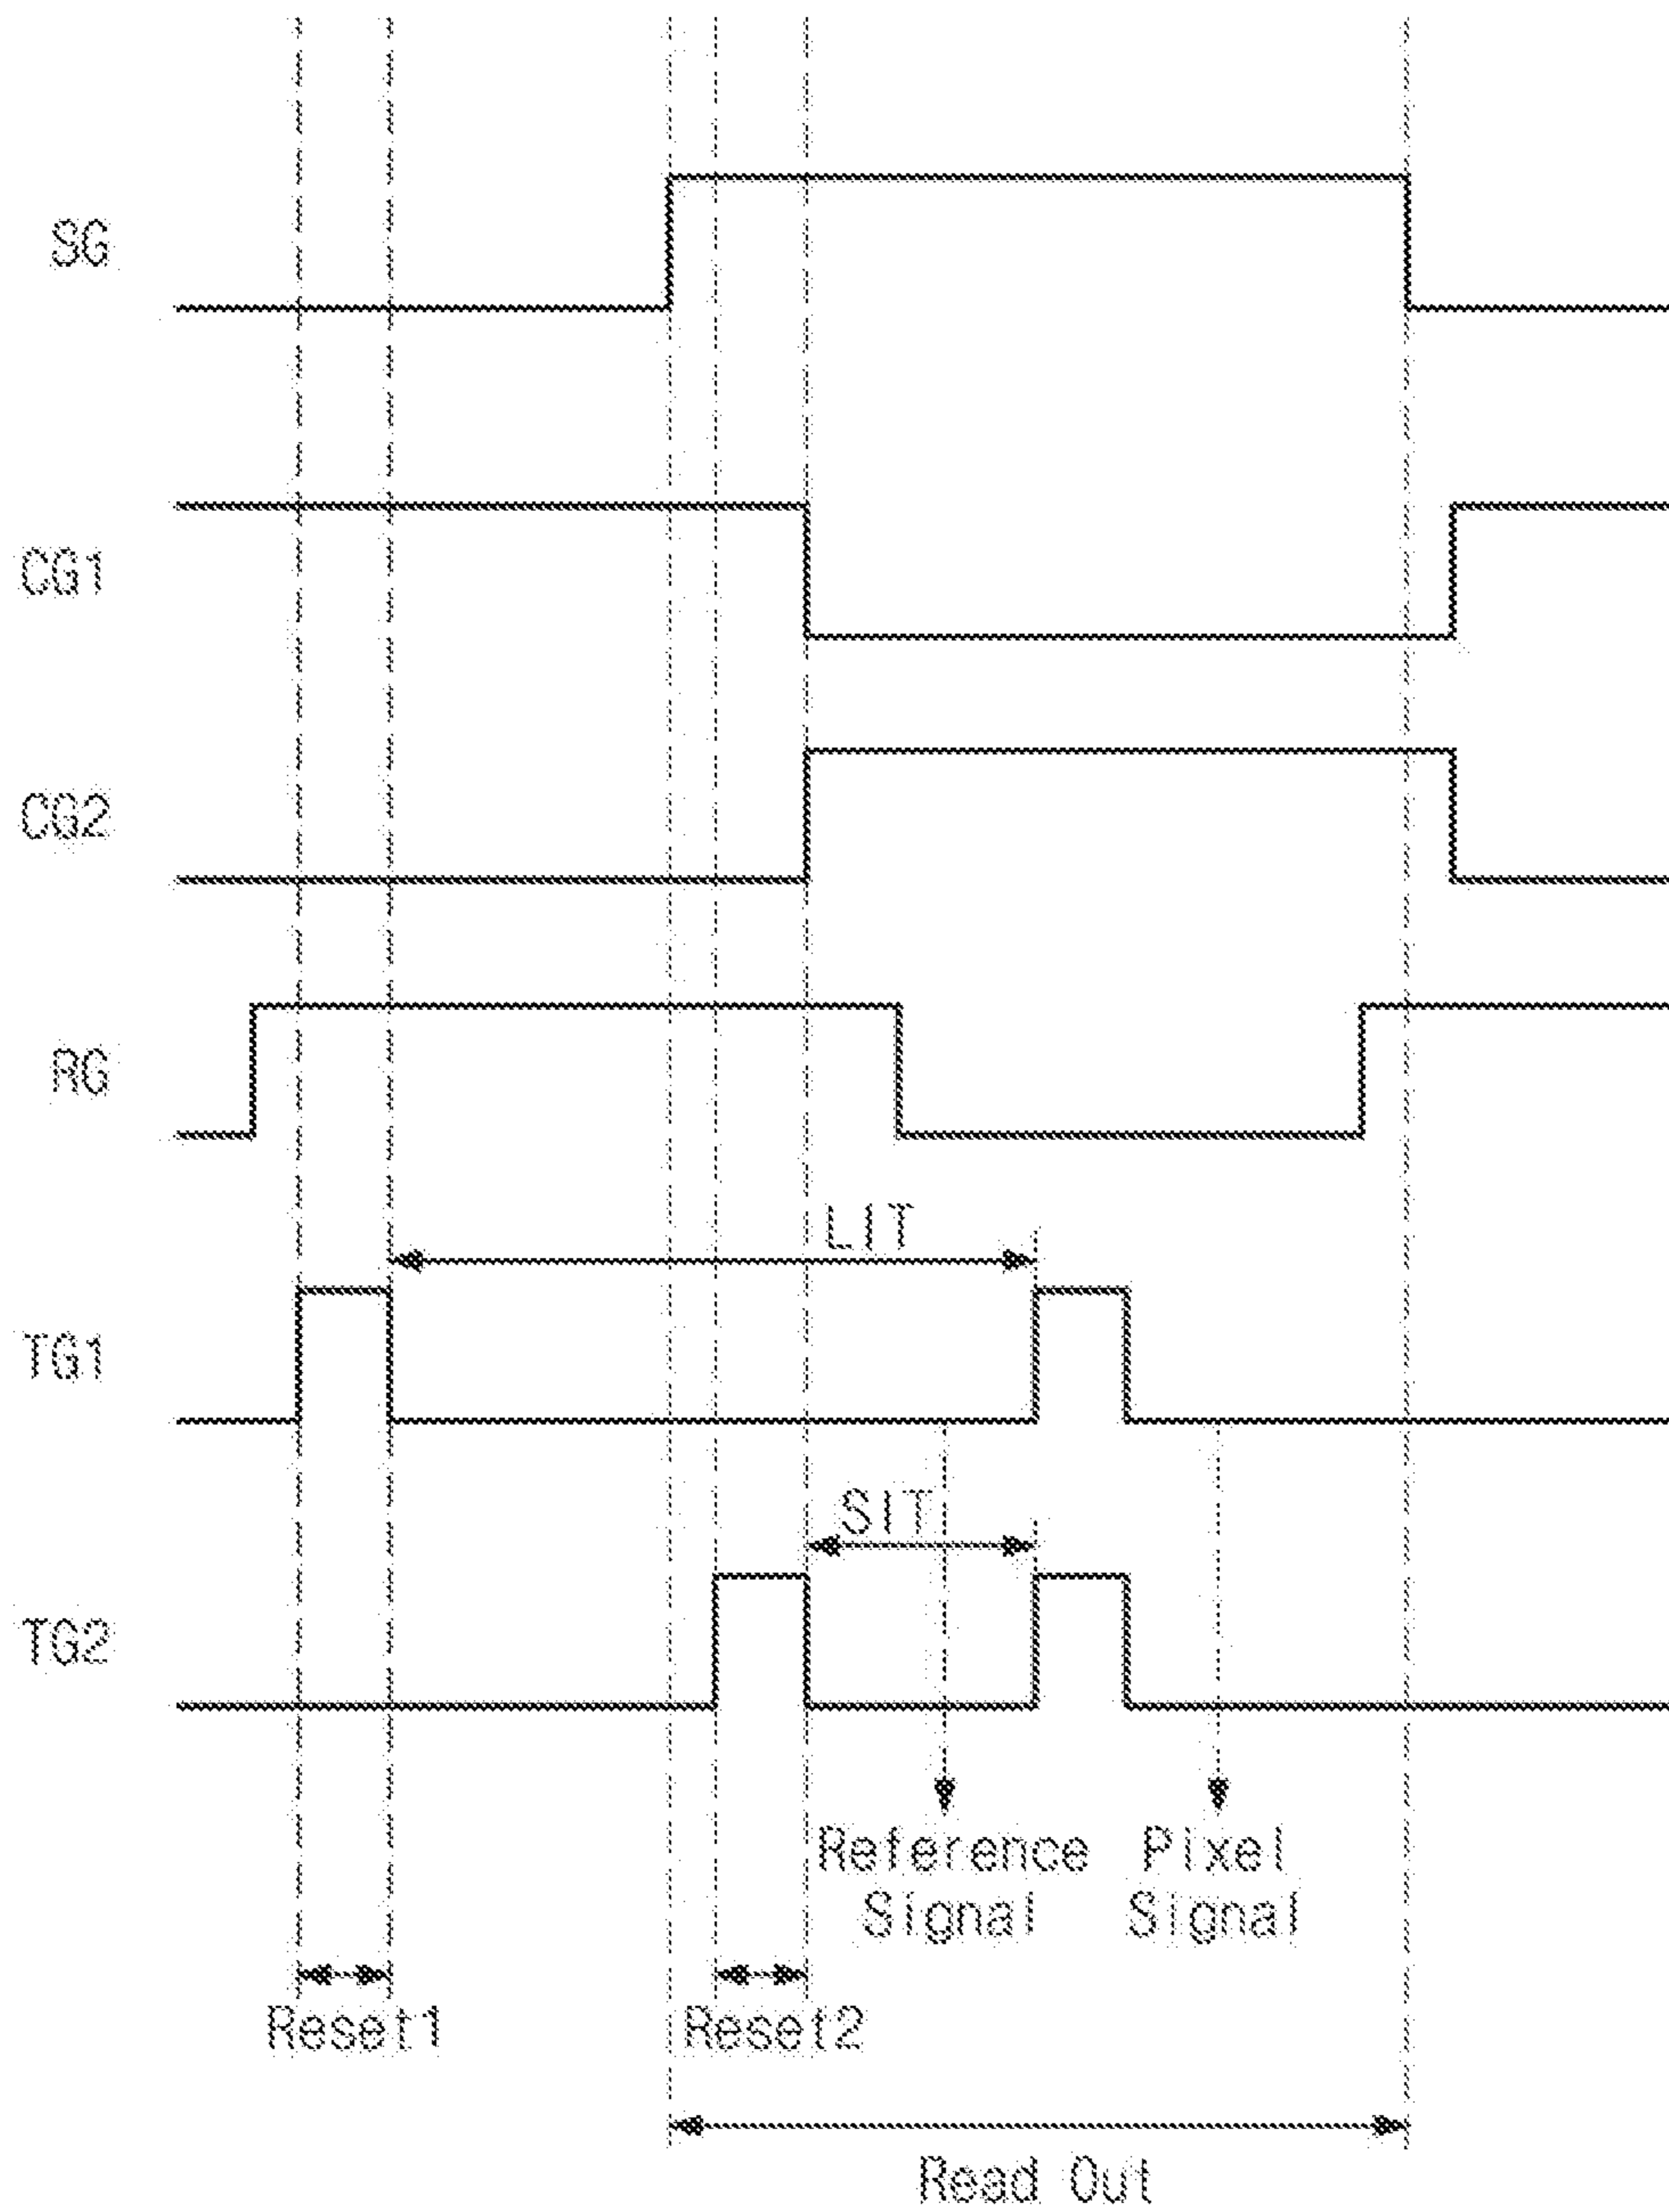 SG
CG1
CG2
RG
LIT
TG1
SIT
TG2
Reference
Signal
Pixel
Signal
Reset1
Reset2
Read Out